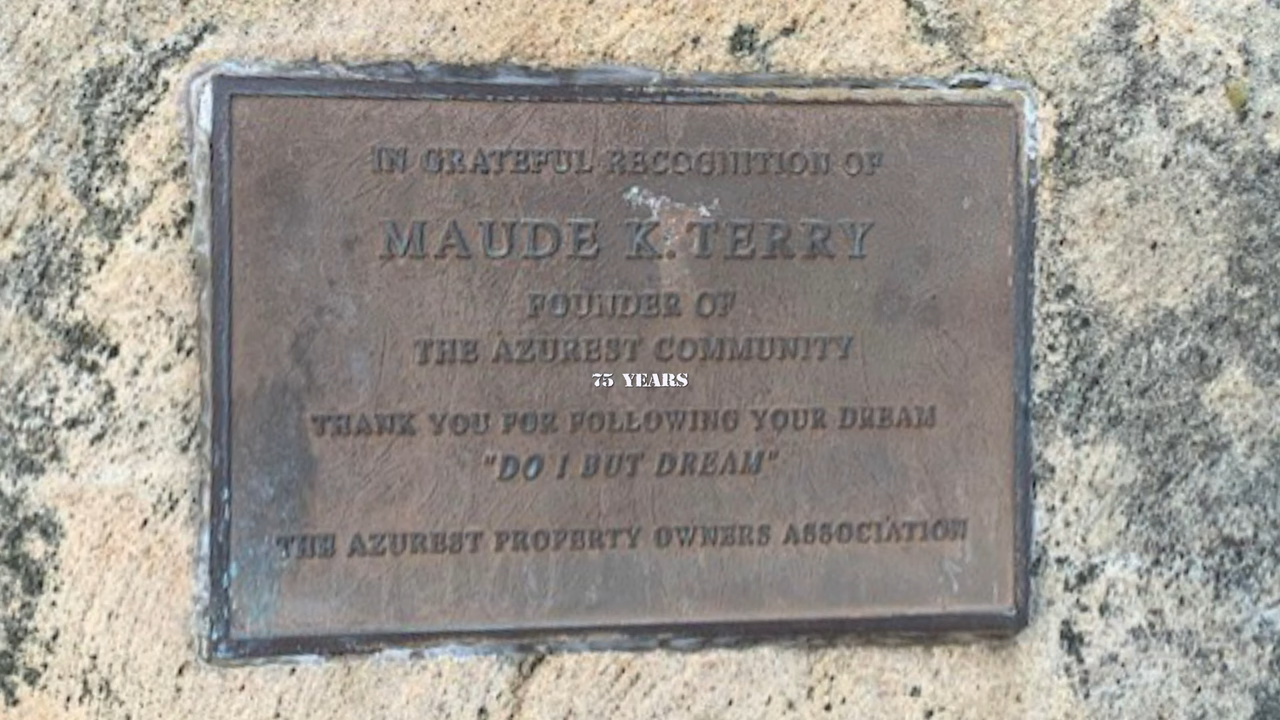 IN GRATEFUL RECOGNITION OF
MAUDE K. TERRY
FOUNDER OF
THE AZUREST COMMUNITY
75 YEARS
THANK YOU FOR FOLLOWING YOUR DREAM
"DO I BUT DREAM"
THE AZUREST PROPERTY OWNERS ASSOCIATION